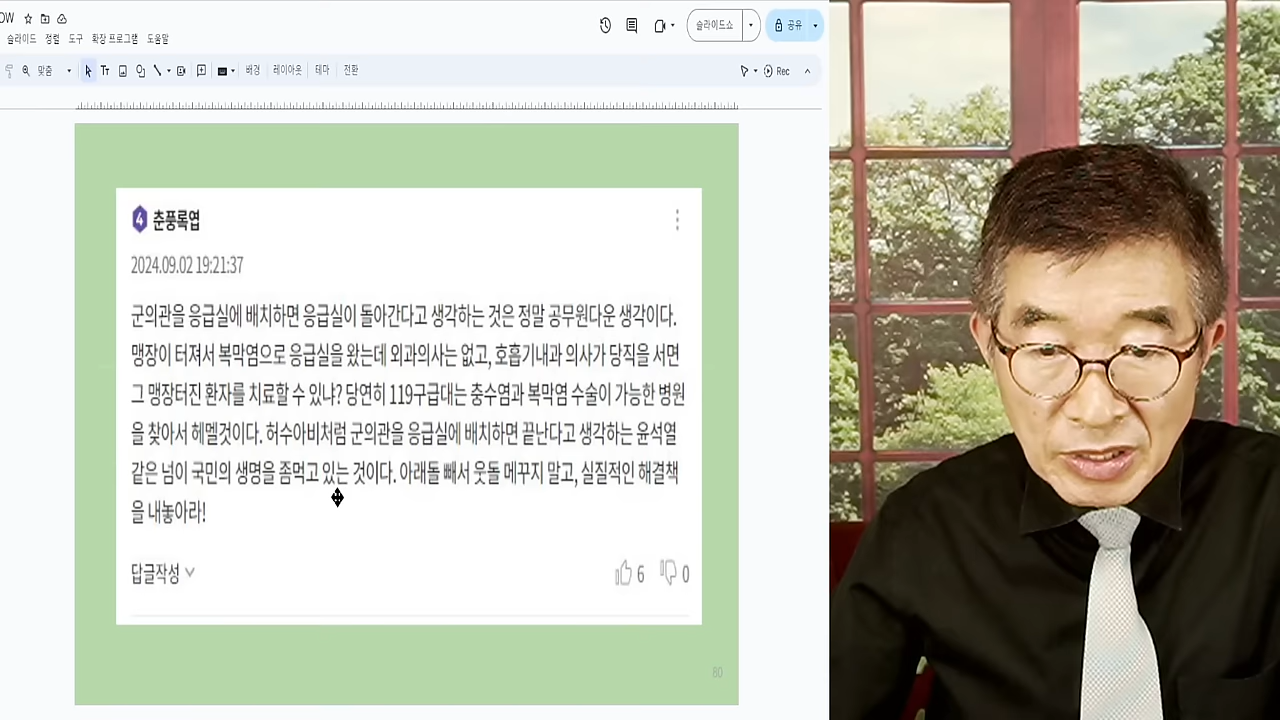 OW
슬라이드 정렬 도구 확장 프로그램 도움말
슬라이드쇼
공유
맞춤
Tr
배경 레이아웃 테마 전환
Rec
4 춘풍록엽
2024.09.02 19:21:37
군의관을 응급실에 배치하면 응급실이 돌아간다고 생각하는 것은 정말 공무원다운 생각이다.
맹장이 터져서 복막염으로 응급실을 왔는데 외과의사는 없고, 호흡기내과 의사가 당직을 서면
그 맹장터진 환자를 치료할 수 있냐? 당연히 119구급대는 충수염과 복막염 수술이 가능한 병원
을 찾아서 헤멜것이다. 허수아비처럼 군의관을 응급실에 배치하면 끝난다고 생각하는 윤석열
같은 넘이 국민의 생명을 좀먹고 있는 것이다. 아래돌 빼서 웃돌 메꾸지 말고, 실질적인 해결책
을 내놓아라!
답글작성
6 0
80